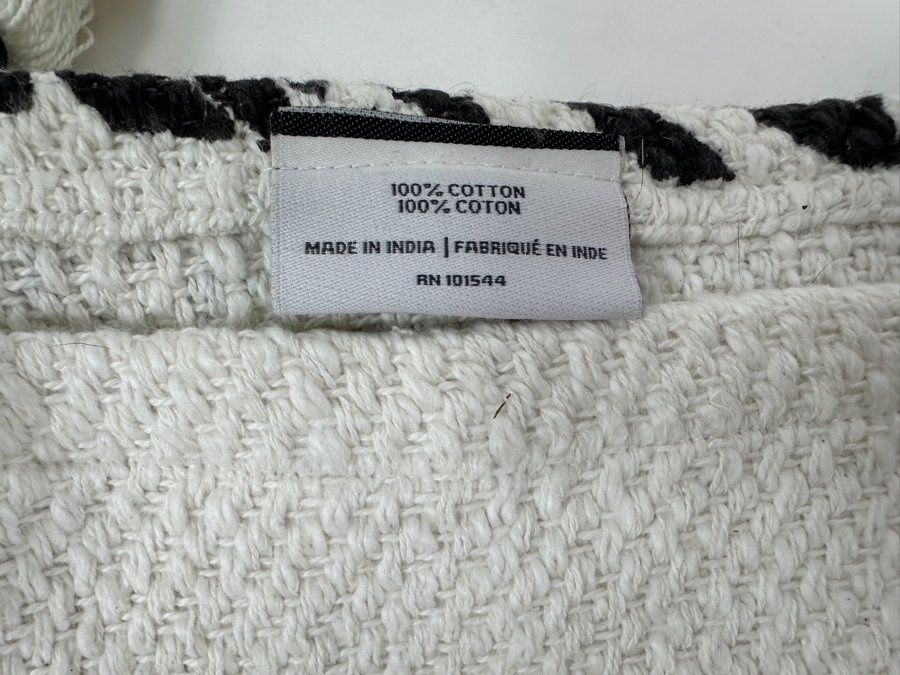 100% COTTON
100% COTON
MADE IN INDIA | FABRIQUÉ EN INDE
RN 101544